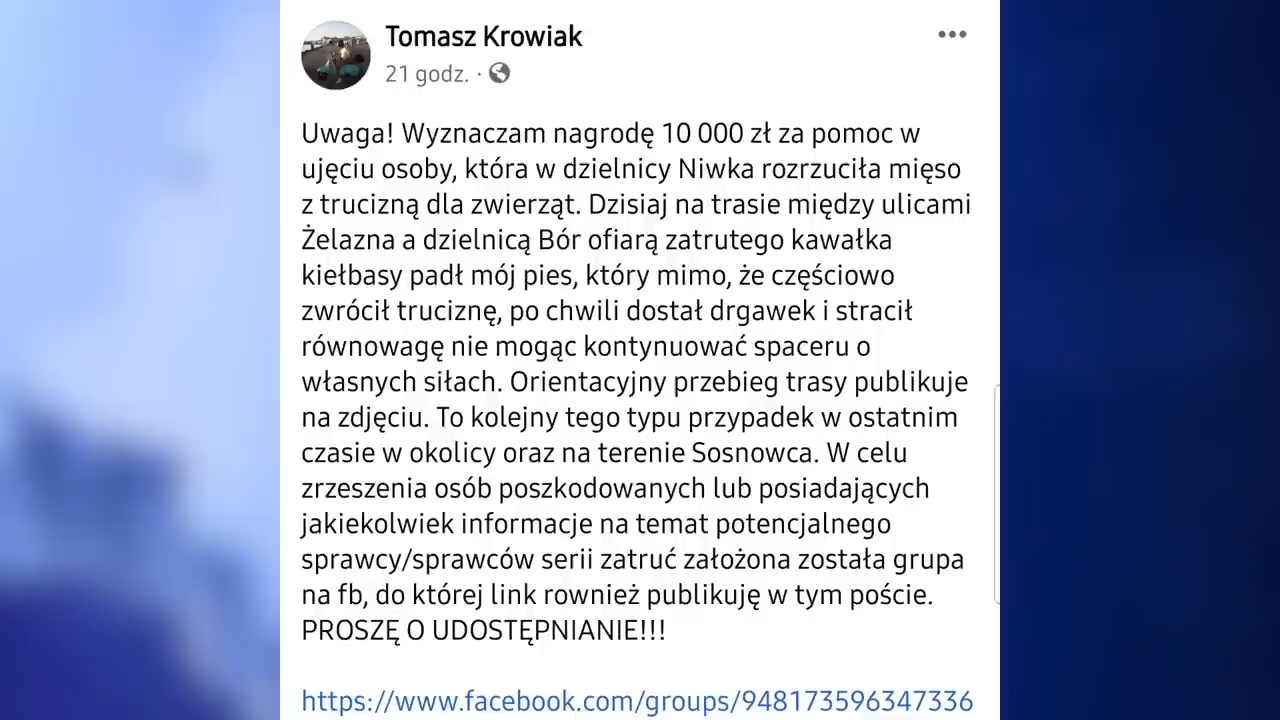 Tomasz Krowiak
21 godz. ·
Uwaga! Wyznaczam nagrodę 10 000 zł za pomoc w
ujęciu osoby, która w dzielnicy Niwka rozrzuciła mięso
z trucizną dla zwierząt. Dzisiaj na trasie między ulicami
Żelazna a dzielnicą Bór ofiarą zatrutego kawałka
kiełbasy padł mój pies, który mimo, że częściowo
zwrócił truciznę, po chwili dostał drgawek i stracił
równowagę nie mogąc kontynuować spaceru o
własnych siłach. Orientacyjny przebieg trasy publikuje
na zdjęciu. To kolejny tego typu przypadek w ostatnim
czasie w okolicy oraz na terenie Sosnowca. W celu
zrzeszenia osób poszkodowanych lub posiadających
jakiekolwiek informacje na temat potencjalnego
sprawcy/sprawców serii zatruć założona została grupa
na fb, do której link rownież publikuję w tym poście.
PROSZĘ O UDOSTĘPNIANIE!!!
https://www.facebook.com/groups/948173596347336